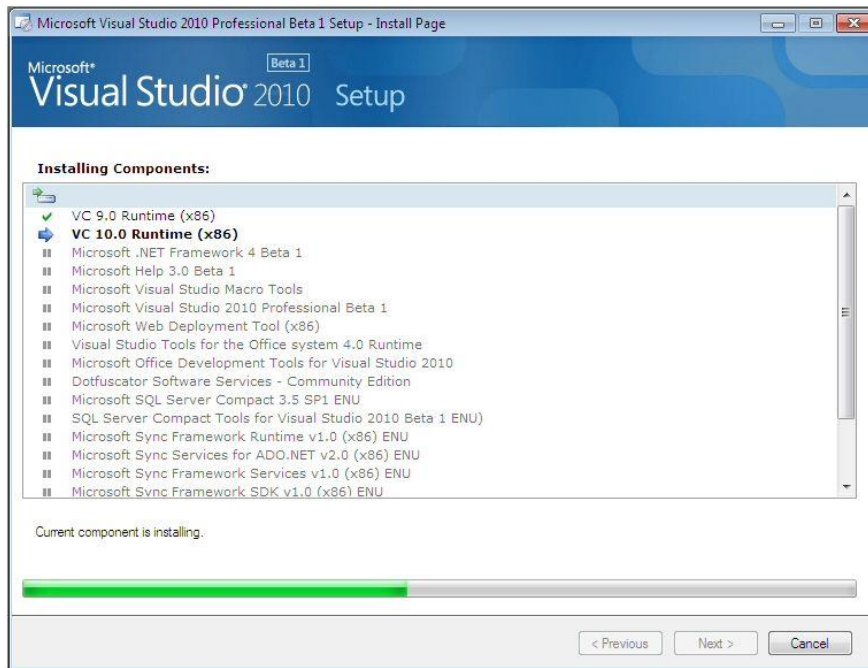 Microsoft Visual Studio 2010 Professional Beta 1 Setup - Install Page
Microsoft®
Beta 1
Visual Studio® 2010 Setup
Installing Components:
VC 9.0 Runtime (x86)
VC 10.0 Runtime (x86)
Microsoft .NET Framework 4 Beta 1
Microsoft Help 3.0 Beta 1
Microsoft Visual Studio Macro Tools
Microsoft Visual Studio 2010 Professional Beta 1
Microsoft Web Deployment Tool (x86)
Visual Studio Tools for the Office system 4.0 Runtime
Microsoft Office Development Tools for Visual Studio 2010
Dotfuscator Software Services - Community Edition
Microsoft SQL Server Compact 3.5 SP1 ENU
SQL Server Compact Tools for Visual Studio 2010 Beta 1 ENU)
Microsoft Sync Framework Runtime v1.0 (x86) ENU
Microsoft Sync Services for ADO.NET v2.0 (x86) ENU
Microsoft Sync Framework Services v1.0 (x86) ENU
Microsoft Sync Framework SDK v1.0 (x86) ENU
Current component is installing.
< Previous
Next >
Cancel